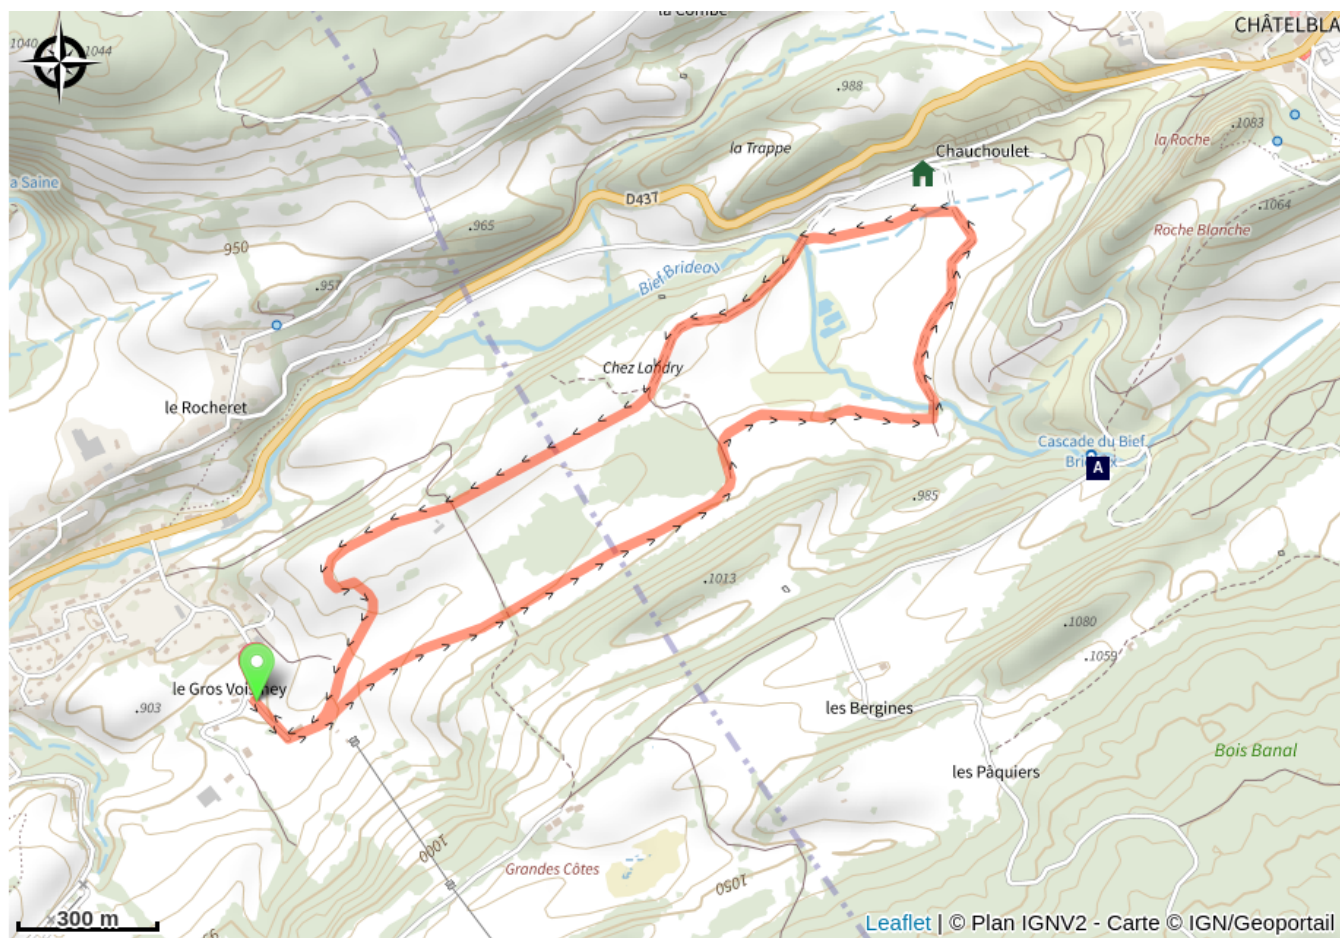 la Combe
CHÂTELBLA
1040
1044
.988
.1083
la Roche
la Trappe
Chauchoulet
a Saine
D437
.1064
.965
Roche Blanche
950
.957
Bief Brideau
Chez Landry
le Rocheret
Cascade du Bief
A
.985
.1013
.1080
.1059
le Gros Voisiney
.903
les Bergines
Bois Banal
les Pâquiers
1000
Grandes Côtes
1050
300 m
Leaflet | © Plan IGNV2 - Carte © IGN/Geoportail